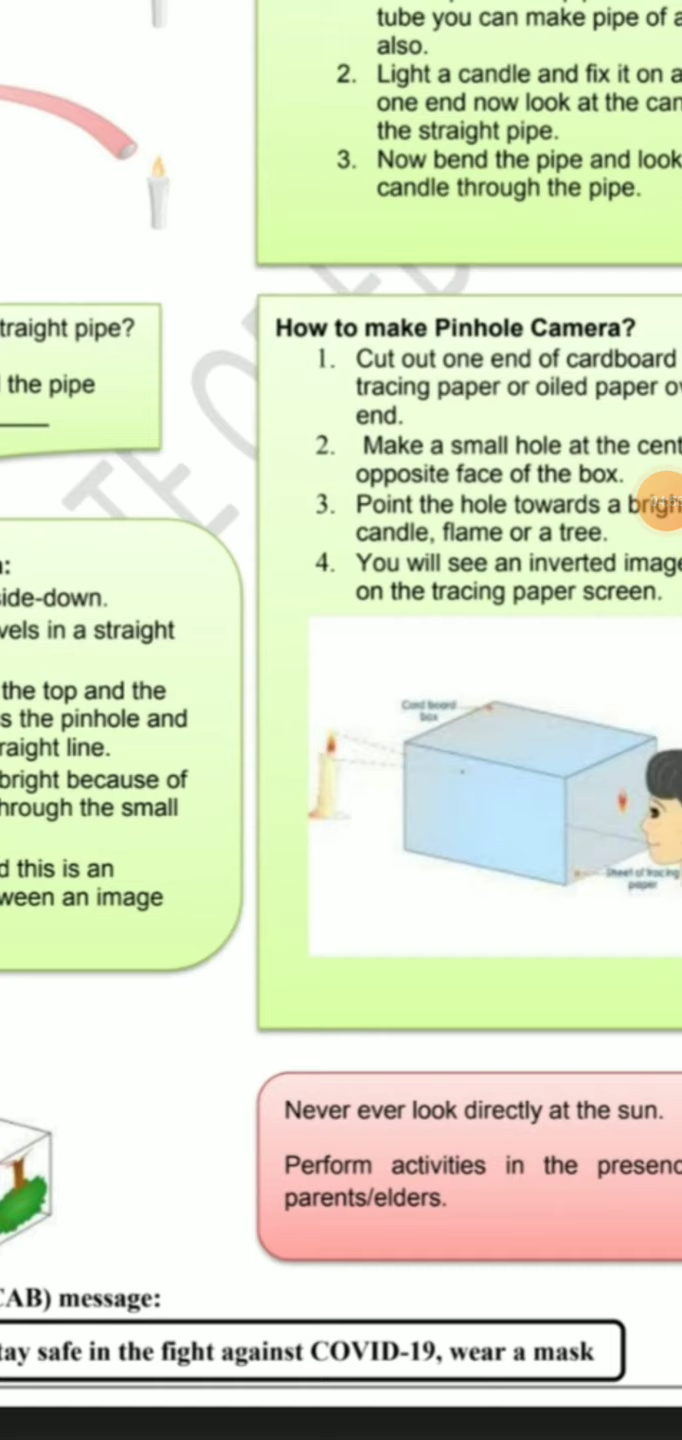 tube you can make pipe of a
also.
2. Light a candle and fix it on a
one end now look at the can
the straight pipe.
3. Now bend the pipe and look
candle through the pipe.
traight pipe?
the pipe
How to make Pinhole Camera?
1. Cut out one end of cardboard
tracing paper or oiled paper ov
end.
2. Make a small hole at the cent
opposite face of the box.
3. Point the hole towards a brigh
candle, flame or a tree.
4. You will see an inverted image
on the tracing paper screen.
Card board
box
Sheet of tracing
paper
:
ide-down.
vels in a straight
the top and the
s the pinhole and
raight line.
bright because of
hrough the small
d this is an
ween an image
Never ever look directly at the sun.
Perform activities in the presenc
parents/elders.
CAB) message:
tay safe in the fight against COVID-19, wear a mask